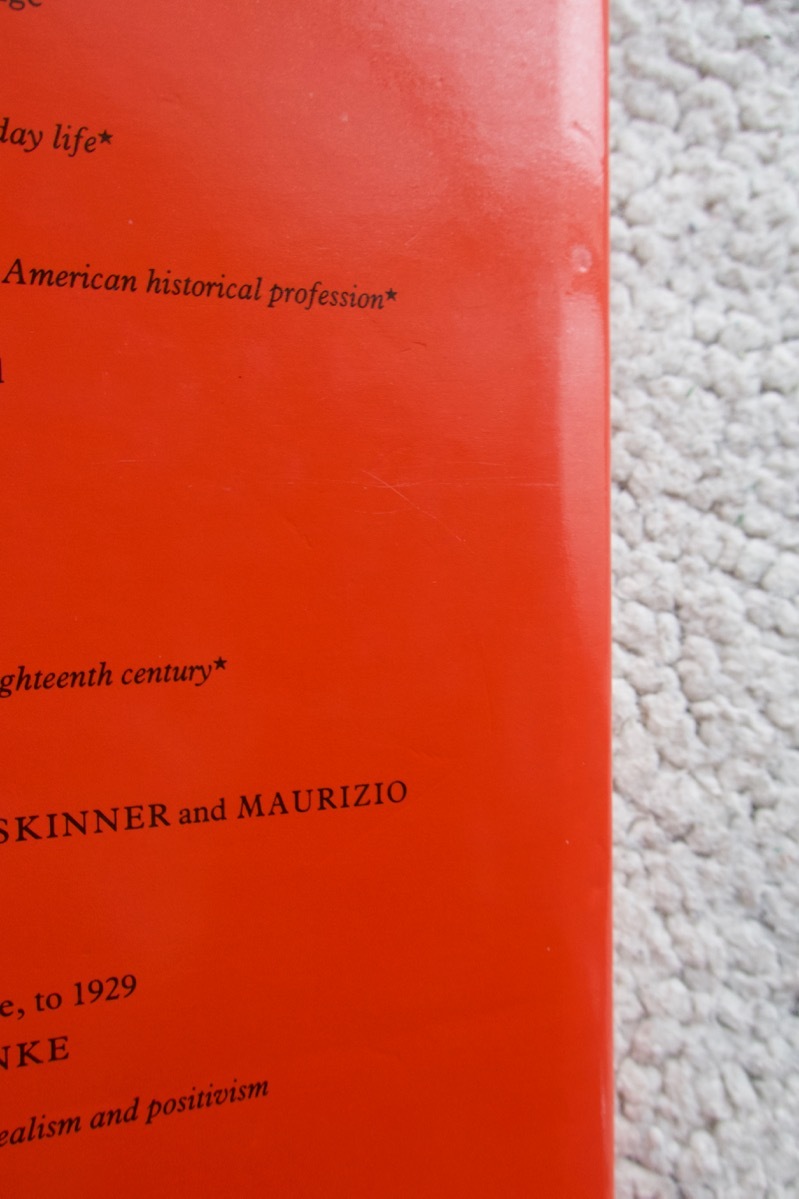 day life★
American historical profession★
ghteenth century★
SKINNER and MAURIZIO
e, to 1929
NKE
ealism and positivism